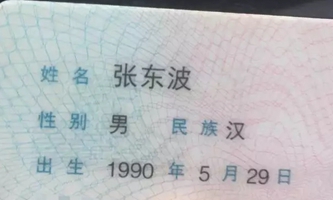 姓名 张东波
性别 男 民族 汉
出生 1990 年 5 月 29 日